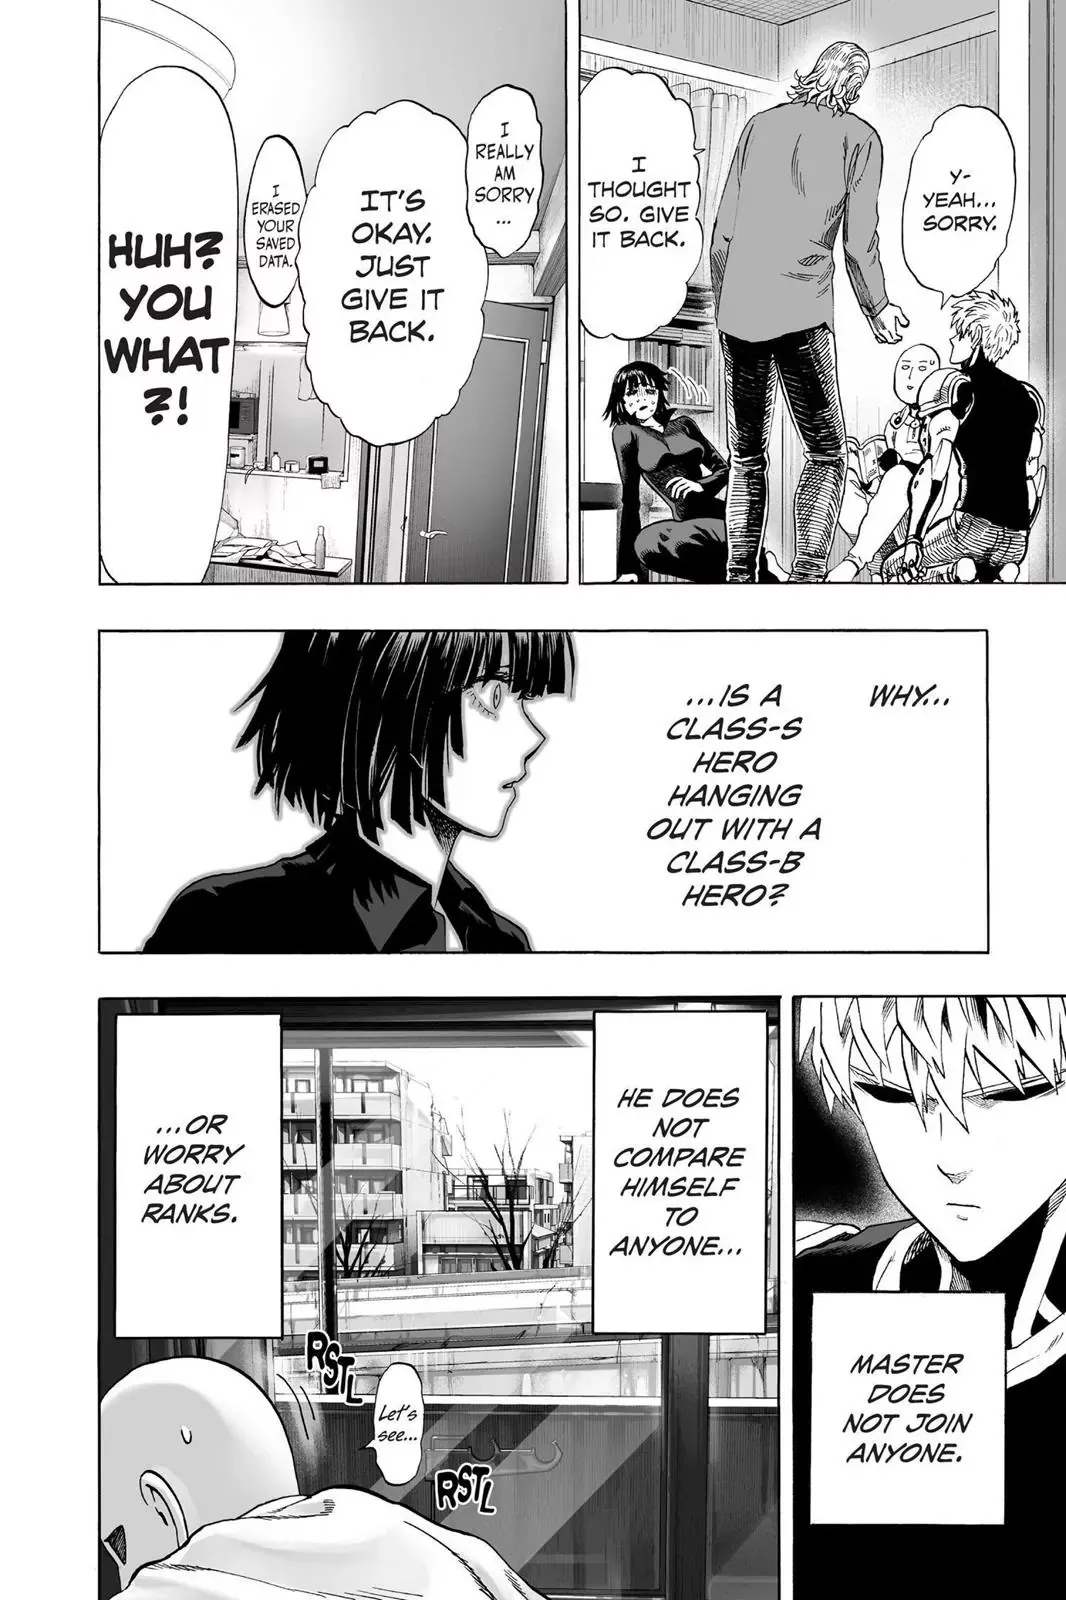 Y-
YEAH...
SORRY.
I
THOUGHT
SO. GIVE
IT BACK.
I
REALLY
AM
SORRY
...
IT'S
OKAY.
JUST
GIVE IT
BACK.
I
ERASED
YOUR
SAVED
DATA.
HUH?
YOU
WHAT
?!
WHY...
...IS A
CLASS-S
HERO
HANGING
OUT WITH A
CLASS-B
HERO?
MASTER
DOES
NOT JOIN
ANYONE.
HE DOES
NOT
COMPARE
HIMSELF
TO
ANYONE...
...OR
WORRY
ABOUT
RANKS.
RSTL
Let's
see...
RSTL